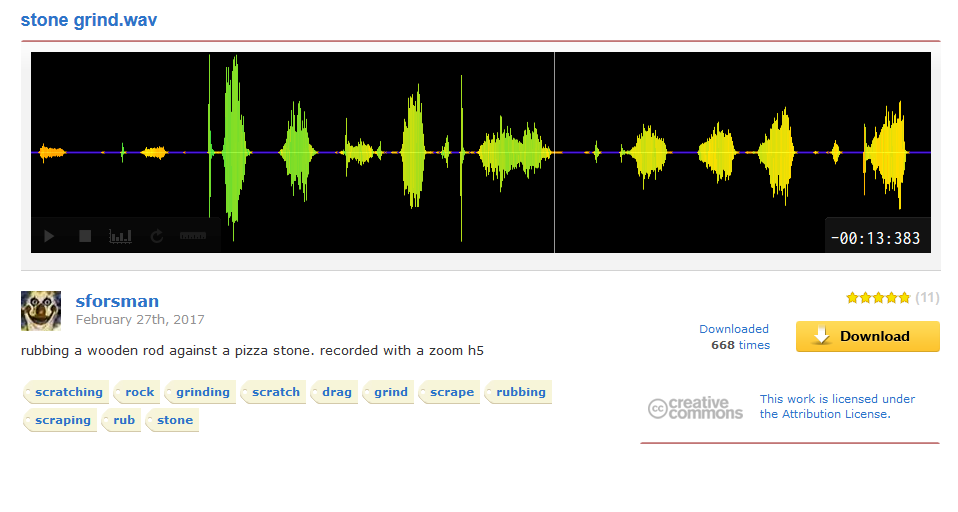 stone grind.wav
-00:13:383
sforsman
February 27th, 2017
(11)
Downloaded
668 times
Download
rubbing a wooden rod against a pizza stone. recorded with a zoom h5
scratching rock grinding scratch drag grind scrape rubbing
scraping rub stone
cc creative commons
This work is licensed under
the Attribution License.